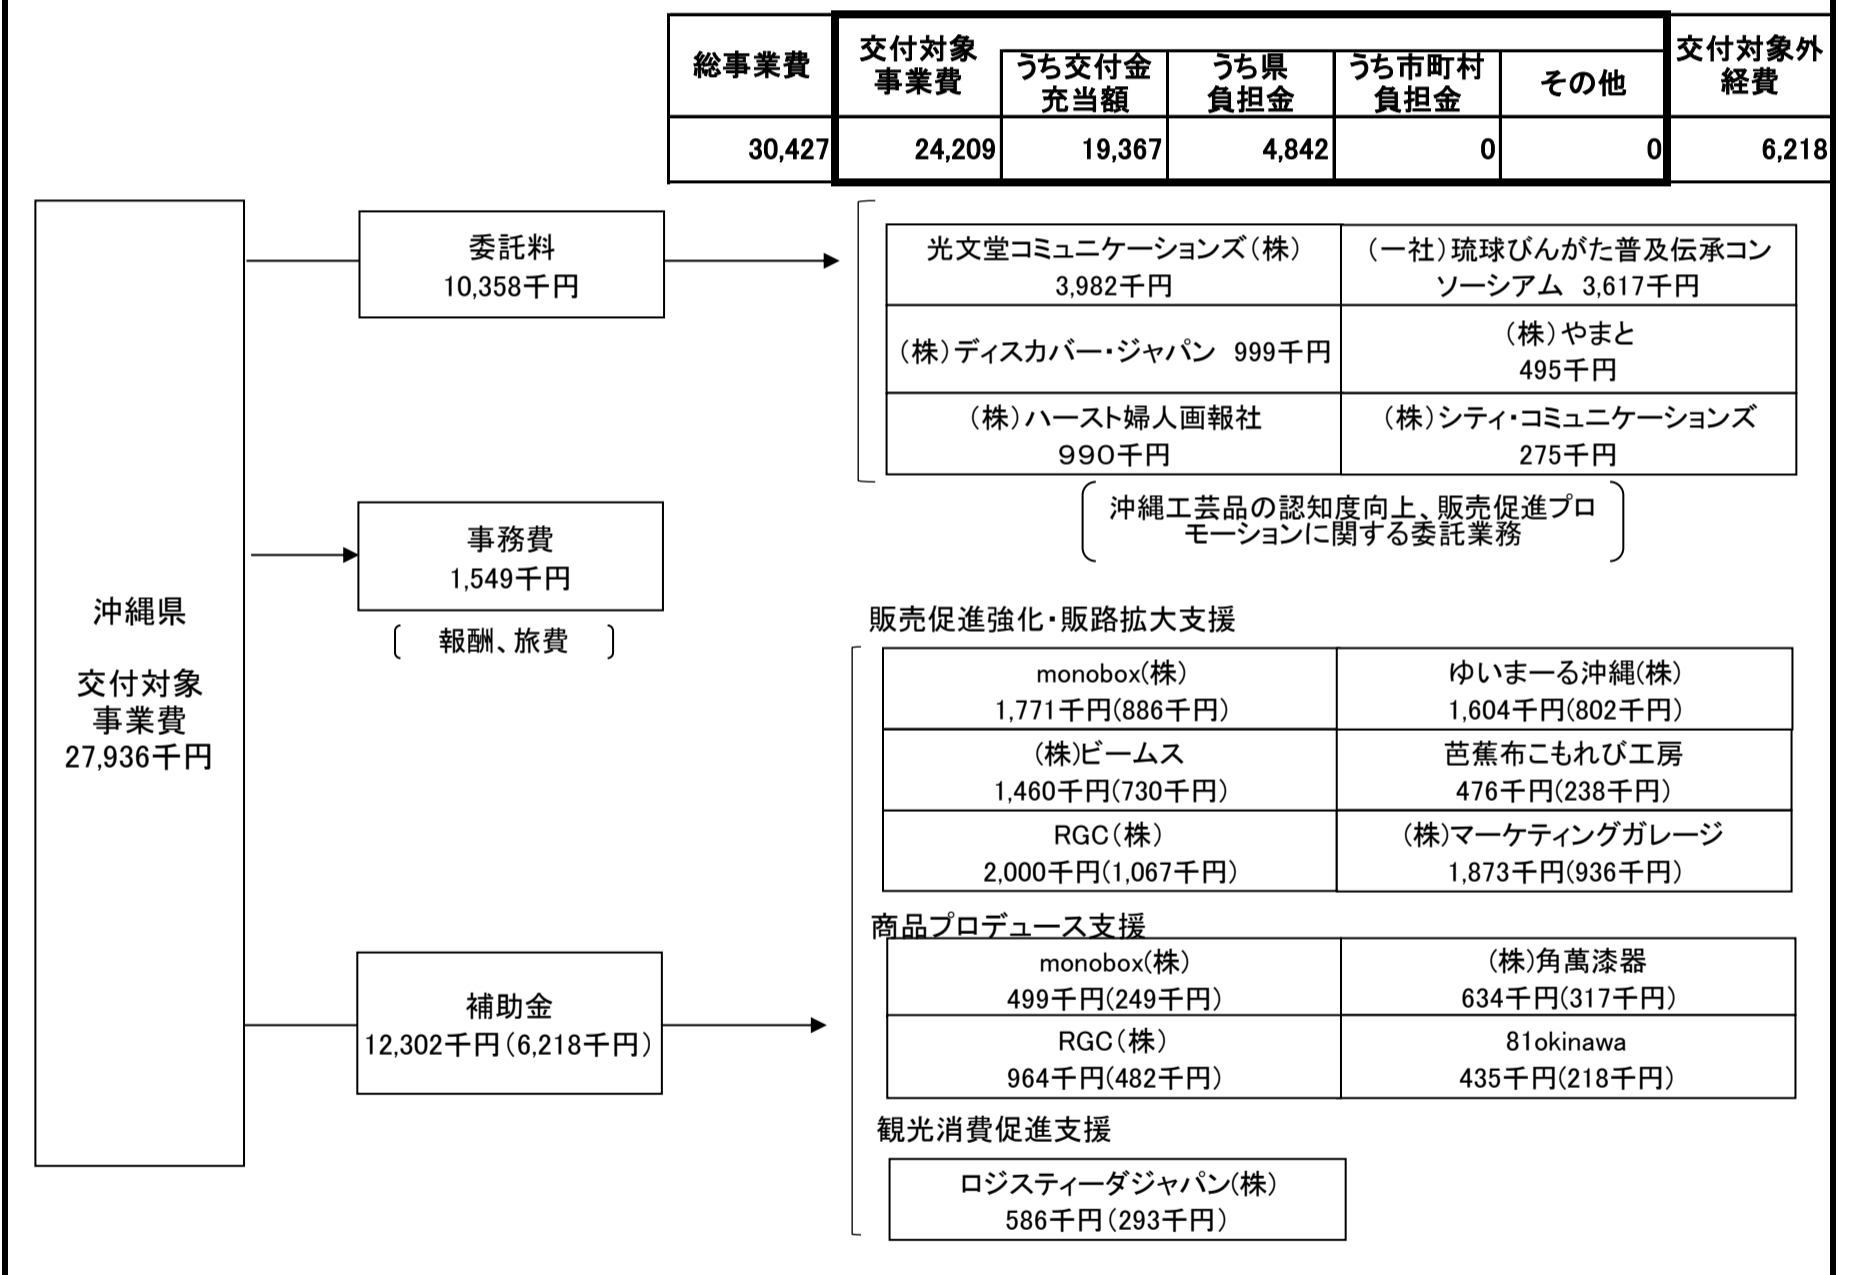 総事業費
交付対象
事業費
うち交付金
充当額
うち県
負担金
うち市町村
負担金
その他
交付対象外
経費
30,427
24,209
19,367
4,842
0
0
6,218
沖縄県
交付対象
事業費
27,936千円
委託料
10,358千円
光文堂コミュニケーションズ（株）
3,982千円
（一社）琉球びんがた普及伝承コン
ソーシアム　3,617千円
（株）ディスカバー・ジャパン　999千円
（株）やまと
495千円
（株）ハースト婦人画報社
９９０千円
（株）シティ・コミュニケーションズ
275千円
沖縄工芸品の認知度向上、販売促進プロ
モーションに関する委託業務
事務費
1,549千円
〔　報酬、旅費　〕
補助金
12,302千円（6,218千円）
販売促進強化・販路拡大支援
monobox(株)
1,771千円(886千円)
ゆいまーる沖縄(株)
1,604千円(802千円)
(株)ビームス
1,460千円(730千円)
芭蕉布こもれび工房
476千円(238千円)
RGC（株）
2,000千円(1,067千円)
(株)マーケティングガレージ
1,873千円(936千円)
商品プロデュース支援
monobox(株)
499千円(249千円)
(株)角萬漆器
634千円(317千円)
RGC（株）
964千円(482千円)
81okinawa
435千円(218千円)
観光消費促進支援
ロジスティーダジャパン(株)
586千円（293千円）